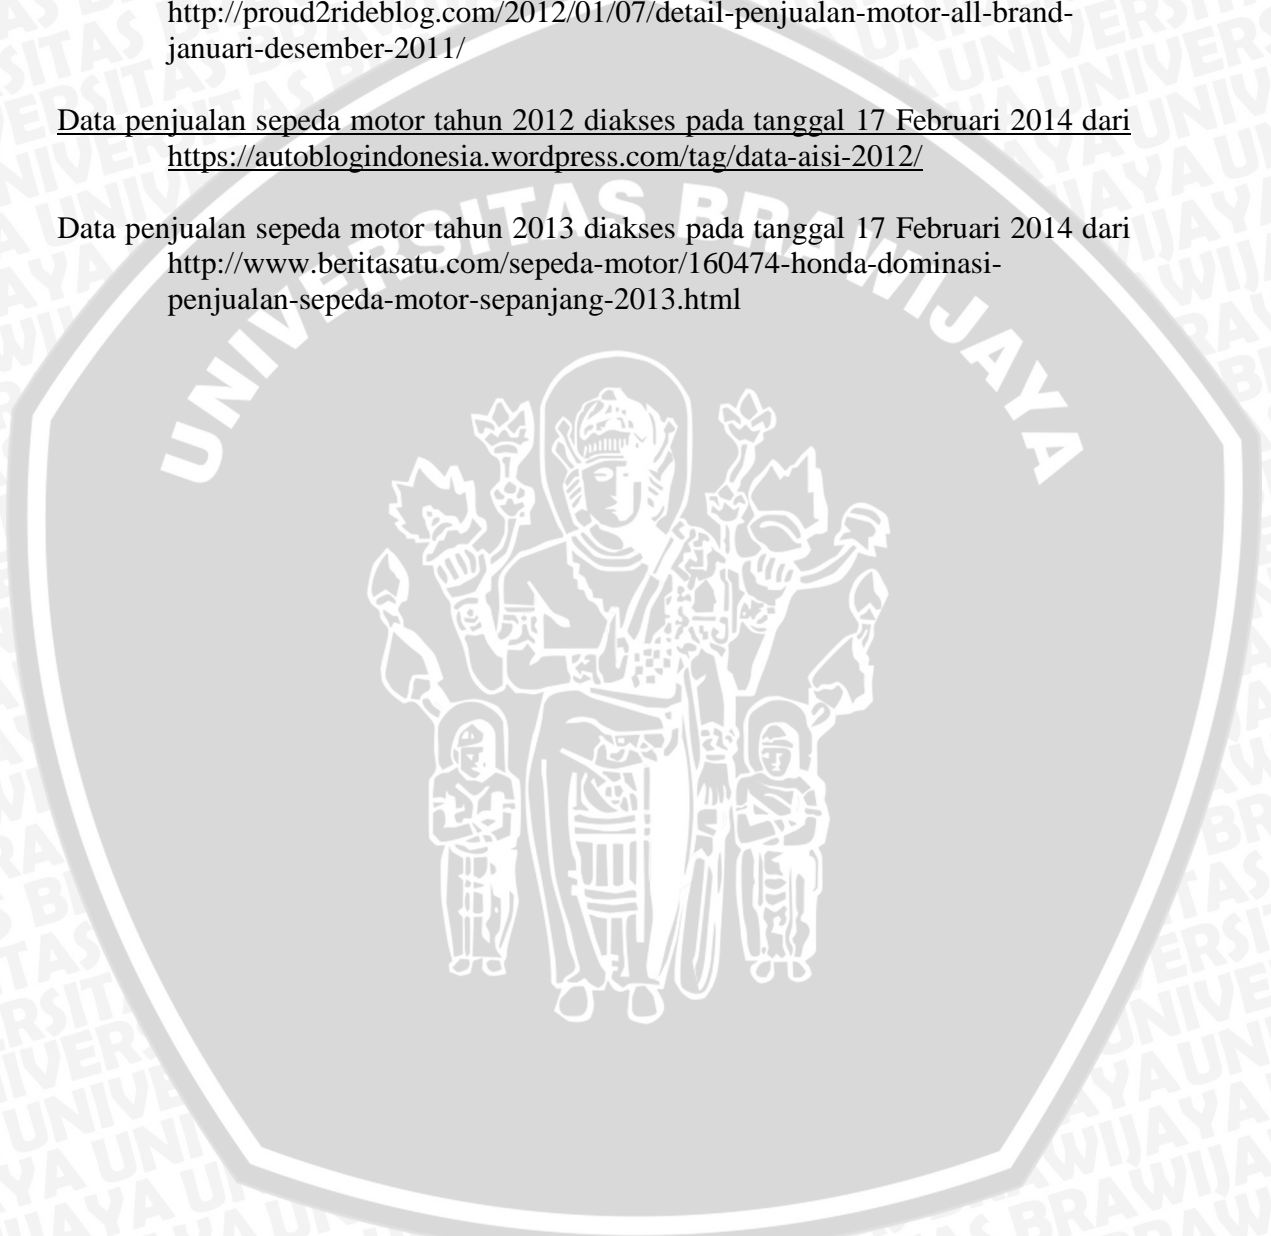 http://proud2rideblog.com/2012/01/07/detail-penjualan-motor-all-brand-
januari-desember-2011/
Data penjualan sepeda motor tahun 2012 diakses pada tanggal 17 Februari 2014 dari
https://autoblogindonesia.wordpress.com/tag/data-aisi-2012/
Data penjualan sepeda motor tahun 2013 diakses pada tanggal 17 Februari 2014 dari
http://www.beritasatu.com/sepeda-motor/160474-honda-dominasi-
penjualan-sepeda-motor-sepanjang-2013.html
UNIVERSITAS BRAWIJAYA